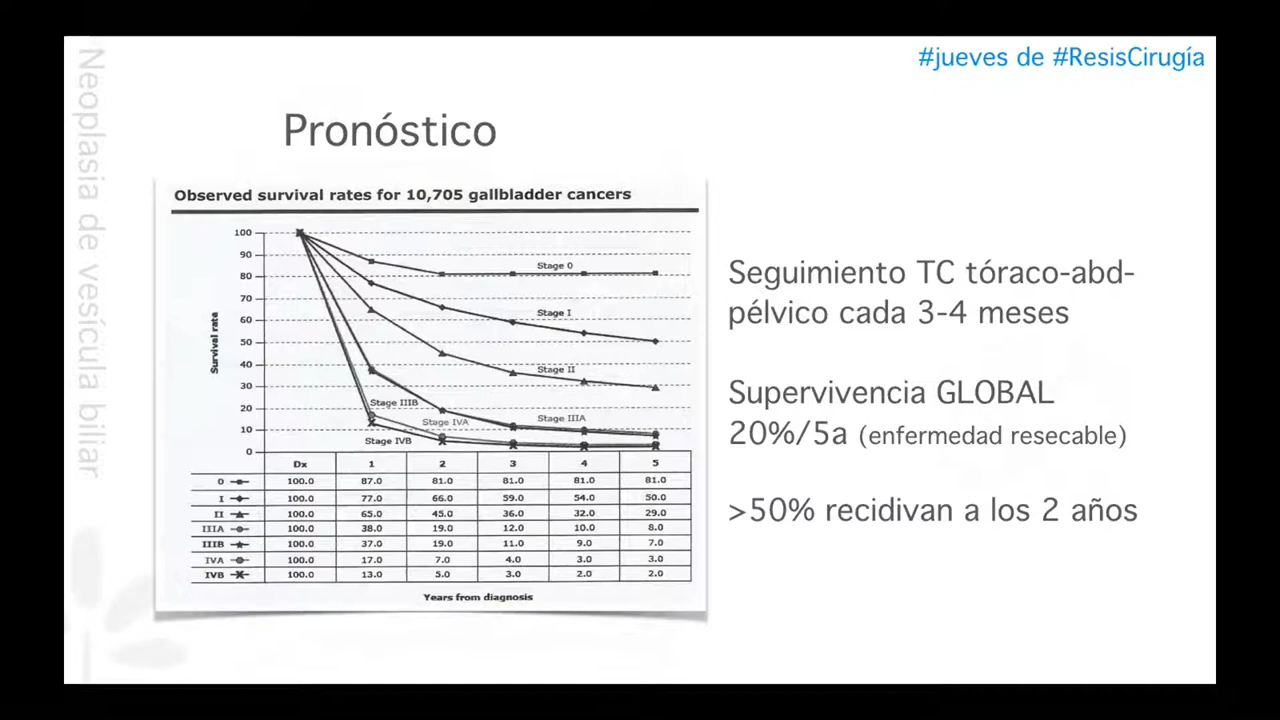 #jueves de #ResisCirugía
Neoplasia de vesícula biliar
Pronóstico
Observed survival rates for 10,705 gallbladder cancers
100
90
80
70
60
50
40
30
20
10
0
Survival rate
Stage 0
Stage I
Stage II
Stage IIIB
Stage IVA
Stage IIIA
Stage IVB
Dx 1 2 3 4 5
0 100.0 87.0 81.0 81.0 81.0 81.0
I 100.0 77.0 66.0 59.0 54.0 50.0
II 100.0 65.0 45.0 36.0 32.0 29.0
IIIA 100.0 38.0 19.0 12.0 10.0 8.0
IIIB 100.0 37.0 19.0 11.0 9.0 7.0
IVA 100.0 17.0 7.0 4.0 3.0 3.0
IVB 100.0 13.0 5.0 3.0 2.0 2.0
Years from diagnosis
Seguimiento TC tóraco-abd-
pélvico cada 3-4 meses
Supervivencia GLOBAL
20%/5a (enfermedad resecable)
>50% recidivan a los 2 años